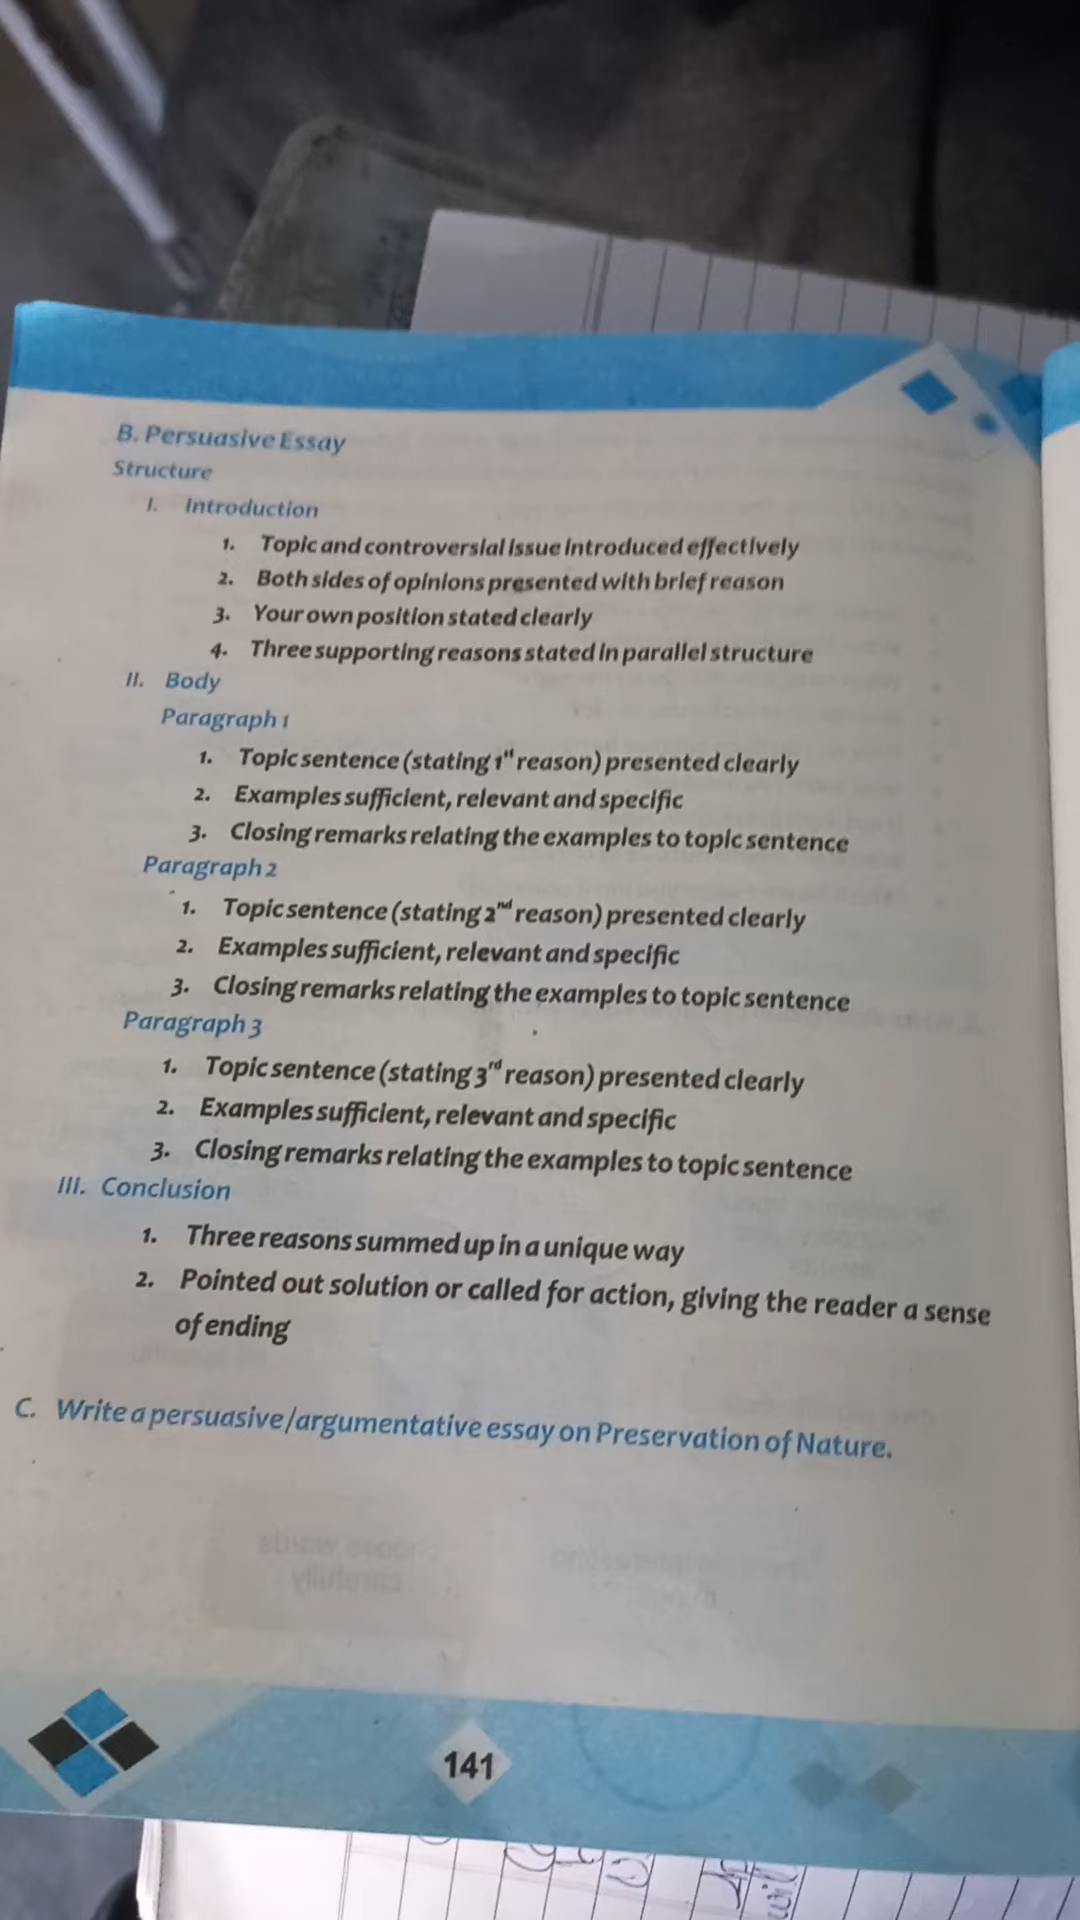 B. Persuasive Essay
Structure
I. Introduction
1. Topic and controversial issue introduced effectively
2. Both sides of opinions presented with brief reason
3. Your own position stated clearly
4. Three supporting reasons stated in parallel structure
II. Body
Paragraph 1
1. Topic sentence (stating 1st reason) presented clearly
2. Examples sufficient, relevant and specific
3. Closing remarks relating the examples to topic sentence
Paragraph 2
1. Topic sentence (stating 2nd reason) presented clearly
2. Examples sufficient, relevant and specific
3. Closing remarks relating the examples to topic sentence
Paragraph 3
1. Topic sentence (stating 3rd reason) presented clearly
2. Examples sufficient, relevant and specific
3. Closing remarks relating the examples to topic sentence
III. Conclusion
1. Three reasons summed up in a unique way
2. Pointed out solution or called for action, giving the reader a sense
of ending
C. Write a persuasive/argumentative essay on Preservation of Nature.
141